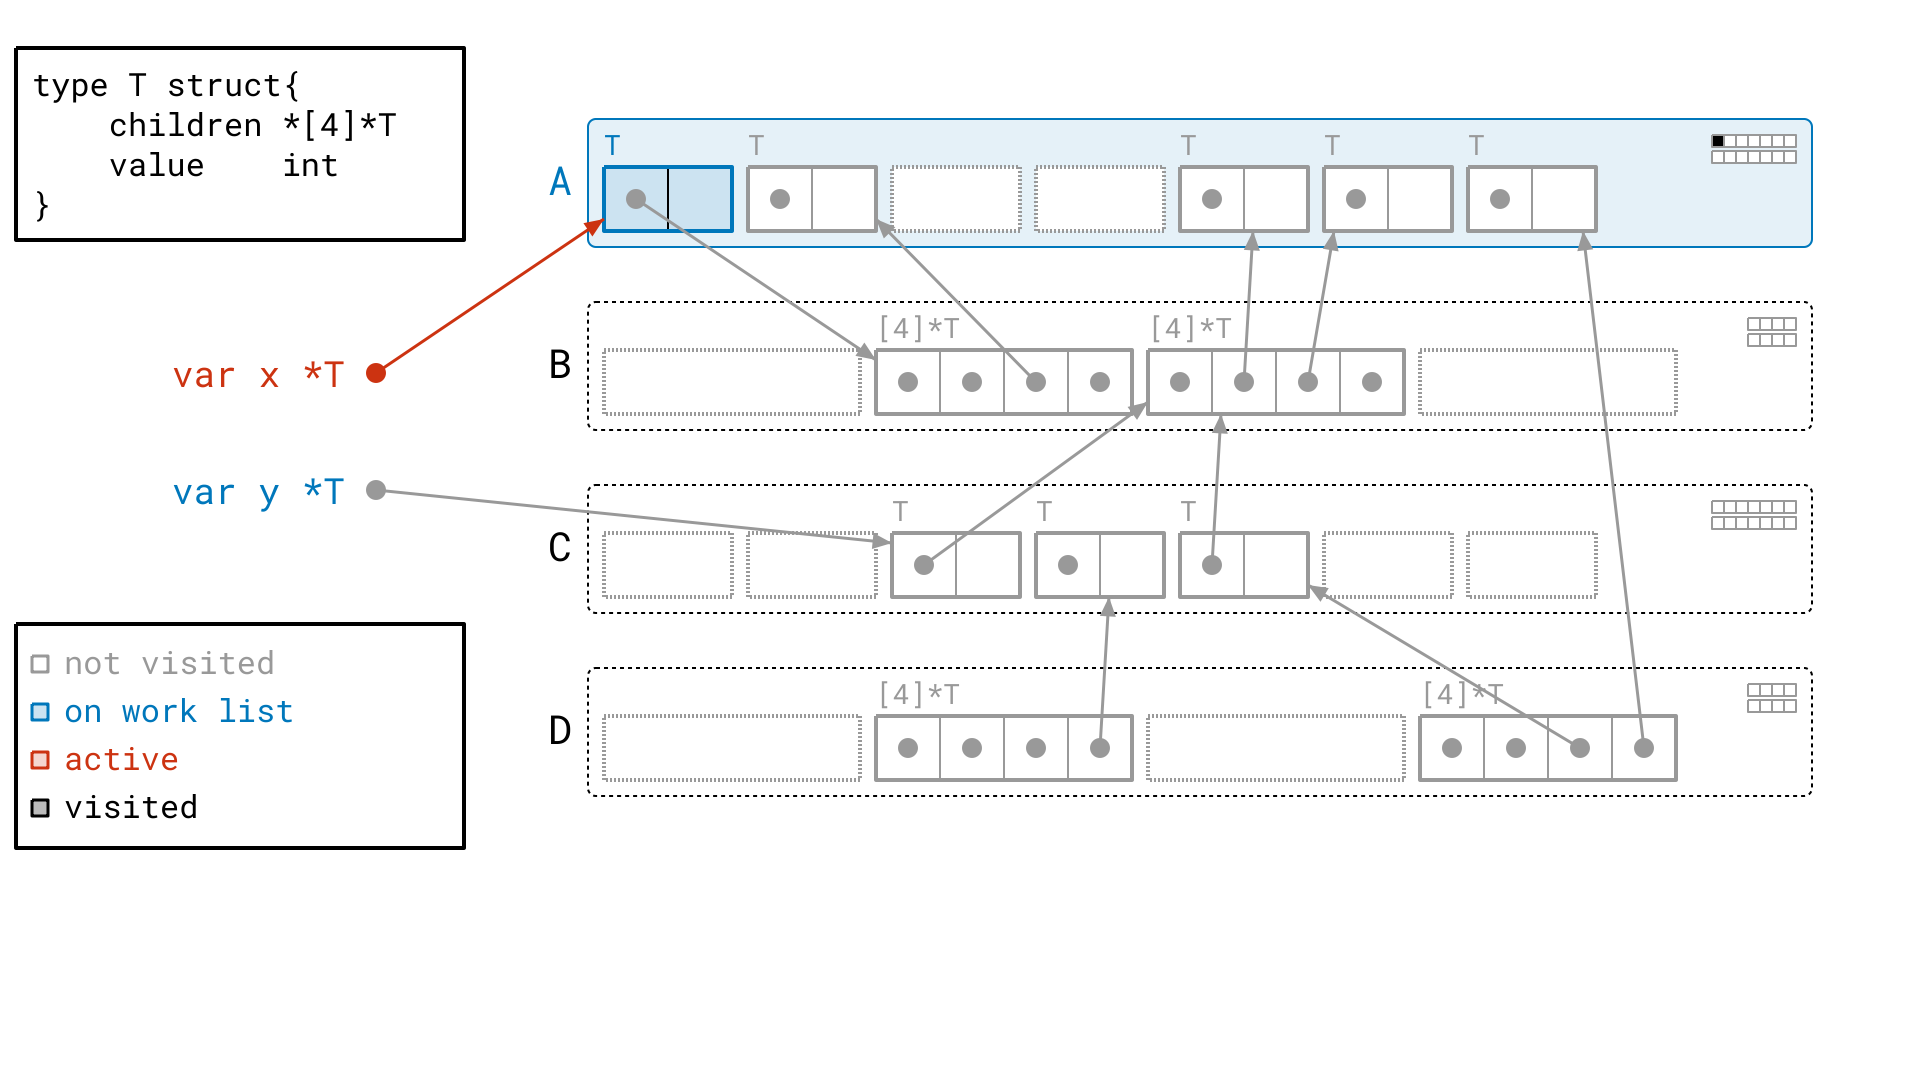 type T struct{
    children *[4]*T
    value    int
}
A
T
T
T
T
T
var x *T
B
[4]*T
[4]*T
var y *T
C
T
T
T
D
[4]*T
[4]*T
not visited
on work list
active
visited